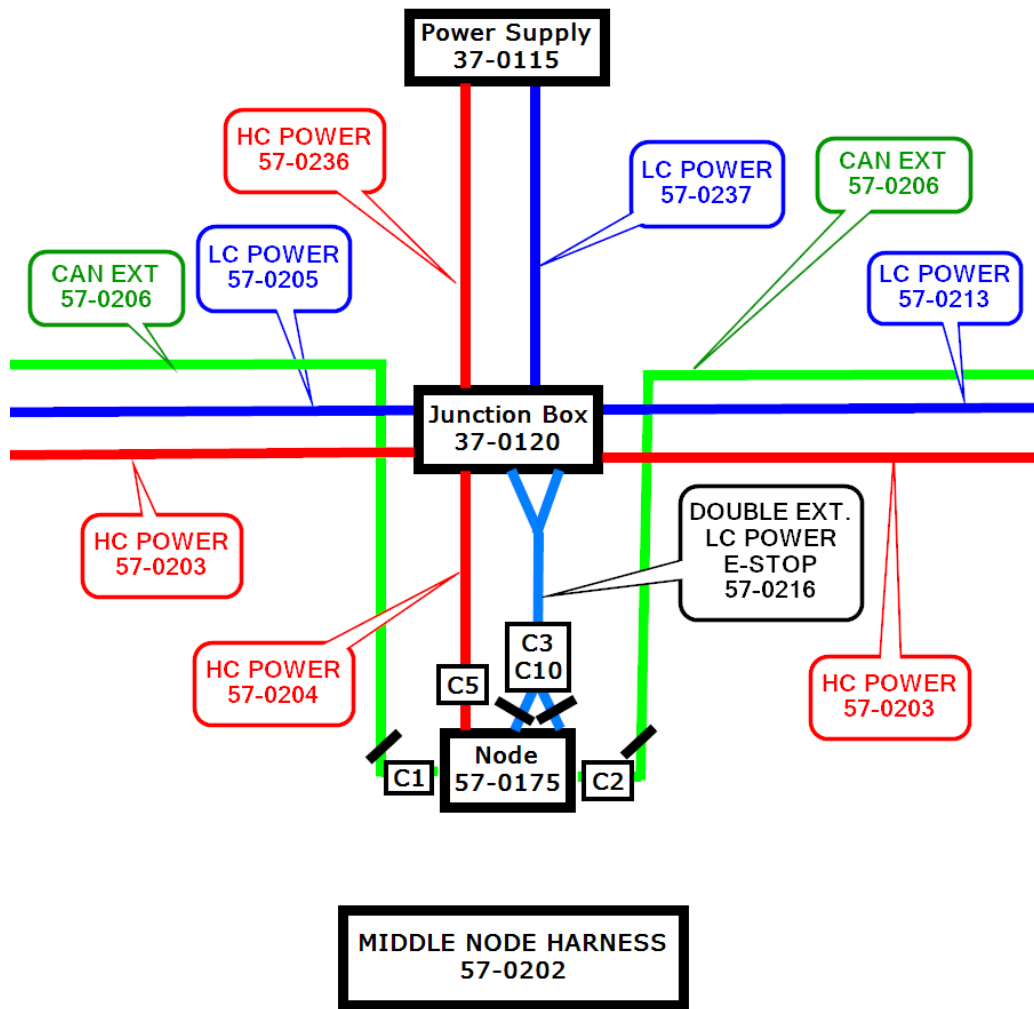 Power Supply
37-0115
HC POWER
57-0236
LC POWER
57-0237
CAN EXT
57-0206
CAN EXT
57-0206
LC POWER
57-0205
LC POWER
57-0213
Junction Box
37-0120
HC POWER
57-0203
DOUBLE EXT.
LC POWER
E-STOP
57-0216
HC POWER
57-0204
C5
C3
C10
HC POWER
57-0203
C1
Node
57-0175
C2
MIDDLE NODE HARNESS
57-0202